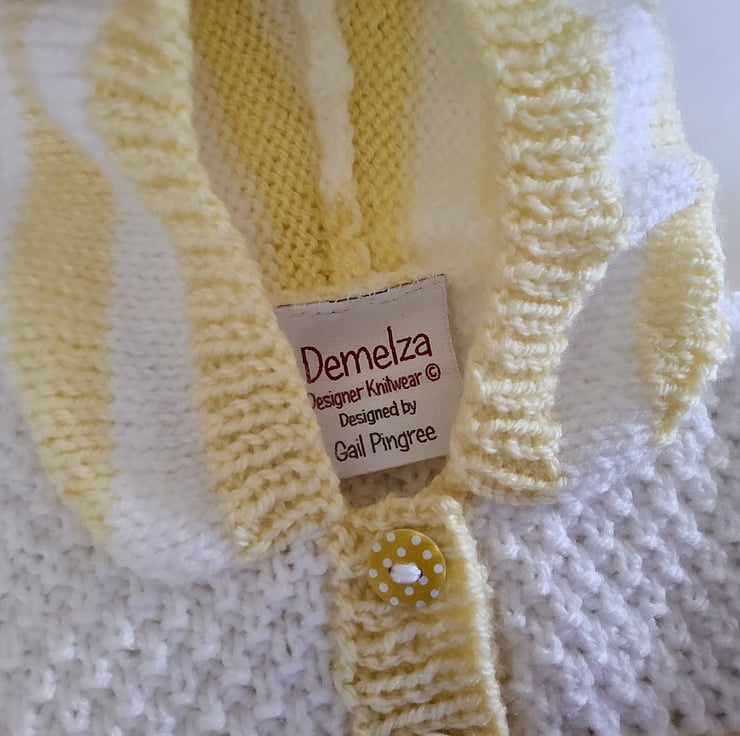 Demelza
Designer Knitwear ©
Designed by
Gail Pingree